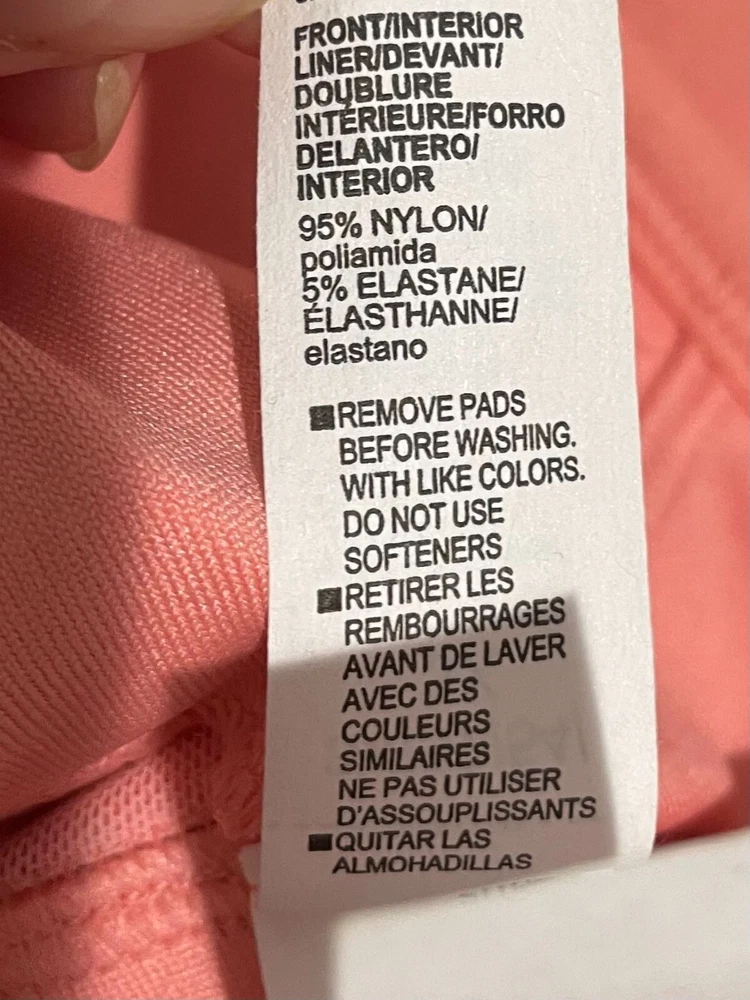 FRONT/INTERIOR
LINER/DEVANT/
DOUBLURE
INTÉRIEURE/FORRO
DELANTERO/
INTERIOR
95% NYLON/
poliamida
5% ELASTANE/
ÉLASTHANNE/
elastano
REMOVE PADS
BEFORE WASHING.
WITH LIKE COLORS.
DO NOT USE
SOFTENERS
RETIRER LES
REMBOURRAGES
AVANT DE LAVER
AVEC DES
COULEURS
SIMILAIRES
NE PAS UTILISER
D'ASSOUPLISSANTS
QUITAR LAS
ALMOHADILLAS